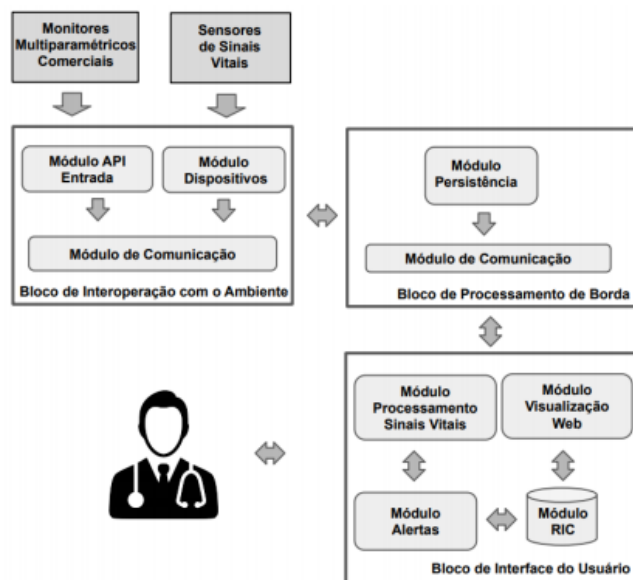 Monitores
Multiparamétricos
Comerciais
Sensores
de Sinais
Vitais
Módulo API
Entrada
Módulo
Dispositivos
Módulo de Comunicação
Bloco de Interoperação com o Ambiente
Módulo
Persistência
Módulo de Comunicação
Bloco de Processamento de Borda
Módulo
Processamento
Sinais Vitais
Módulo
Visualização
Web
Módulo
Alertas
Módulo
RIC
Bloco de Interface do Usuário